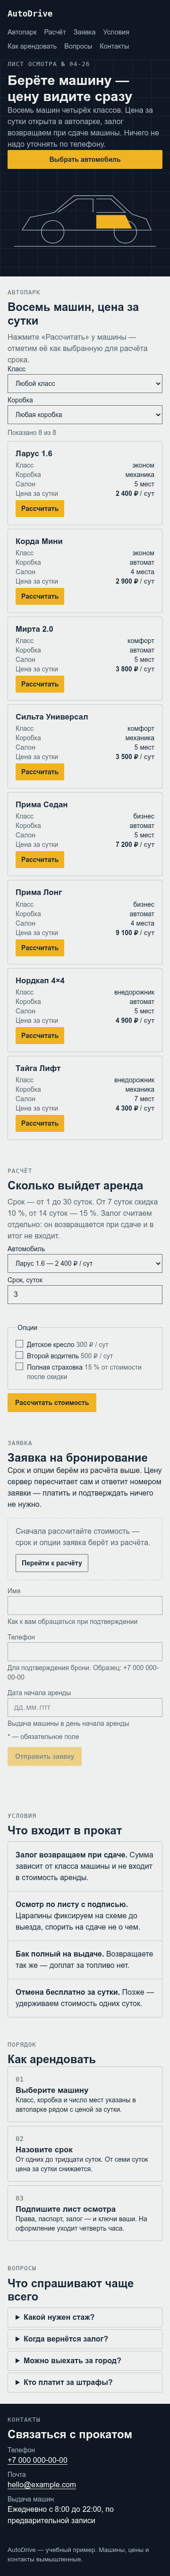 AutoDrive
Автопарк Расчёт Заявка Условия
Как арендовать Вопросы Контакты
ЛИСТ ОСМОТРА № 04-26
Берёте машину —
цену видите сразу
Восемь машин четырёх классов. Цена за
сутки открыта в автопарке, залог
возвращаем при сдаче машины. Ничего не
надо уточнять по телефону.
Выбрать автомобиль
АВТОПАРК
Восемь машин, цена за
сутки
Нажмите «Рассчитать» у машины —
отметим её как выбранную для расчёта
срока.
Класс
Любой класс
Коробка
Любая коробка
Показано 8 из 8
Ларус 1.6
Класс эконом
Коробка механика
Салон 5 мест
Цена за сутки 2 400 ₽ / сут
Рассчитать
Корда Мини
Класс эконом
Коробка автомат
Салон 4 места
Цена за сутки 2 900 ₽ / сут
Рассчитать
Мирта 2.0
Класс комфорт
Коробка автомат
Салон 5 мест
Цена за сутки 3 800 ₽ / сут
Рассчитать
Сильта Универсал
Класс комфорт
Коробка механика
Салон 5 мест
Цена за сутки 3 500 ₽ / сут
Рассчитать
Прима Седан
Класс бизнес
Коробка автомат
Салон 5 мест
Цена за сутки 7 200 ₽ / сут
Рассчитать
Прима Лонг
Класс бизнес
Коробка автомат
Салон 4 места
Цена за сутки 9 100 ₽ / сут
Рассчитать
Нордкап 4×4
Класс внедорожник
Коробка автомат
Салон 5 мест
Цена за сутки 4 900 ₽ / сут
Рассчитать
Тайга Лифт
Класс внедорожник
Коробка механика
Салон 7 мест
Цена за сутки 4 300 ₽ / сут
Рассчитать
РАСЧЁТ
Сколько выйдет аренда
Срок — от 1 до 30 суток. От 7 суток скидка
10 %, от 14 суток — 15 %. Залог считаем
отдельно: он возвращается при сдаче и в
итог не входит.
Автомобиль
Ларус 1.6 — 2 400 ₽ / сут
Срок, суток
3
Опции
Детское кресло 300 ₽ / сут
Второй водитель 500 ₽ / сут
Полная страховка 15 % от стоимости
после скидки
Рассчитать стоимость
ЗАЯВКА
Заявка на бронирование
Срок и опции берём из расчёта выше. Цену
сервер пересчитает сам и ответит номером
заявки — платить и подтверждать ничего
не нужно.
Сначала рассчитайте стоимость —
срок и опции заявка берёт из расчёта.
Перейти к расчёту
Имя
Как к вам обращаться при подтверждении
Телефон
Для подтверждения брони. Образец: +7 000 000-
00-00
Дата начала аренды
ДД.ММ.ГГГГ
Выдача машины в день начала аренды
* — обязательное поле
Отправить заявку
УСЛОВИЯ
Что входит в прокат
Залог возвращаем при сдаче. Сумма
зависит от класса машины и не входит
в стоимость аренды.
Осмотр по листу с подписью.
Царапины фиксируем на схеме до
выезда, спорить на сдаче не о чем.
Бак полный на выдаче. Возвращаете
так же — доплат за топливо нет.
Отмена бесплатно за сутки. Позже —
удерживаем стоимость одних суток.
ПОРЯДОК
Как арендовать
01
Выберите машину
Класс, коробка и число мест указаны в
автопарке рядом с ценой за сутки.
02
Назовите срок
От одних до тридцати суток. От семи суток
цена за сутки снижается.
03
Подпишите лист осмотра
Права, паспорт, залог — и ключи ваши. На
оформление уходит четверть часа.
ВОПРОСЫ
Что спрашивают чаще
всего
Какой нужен стаж?
Когда вернётся залог?
Можно выехать за город?
Кто платит за штрафы?
КОНТАКТЫ
Связаться с прокатом
Телефон
+7 000 000-00-00
Почта
hello@example.com
Выдача машин
Ежедневно с 8:00 до 22:00, по
предварительной записи
AutoDrive — учебный пример. Машины, цены и
контакты вымышленные.